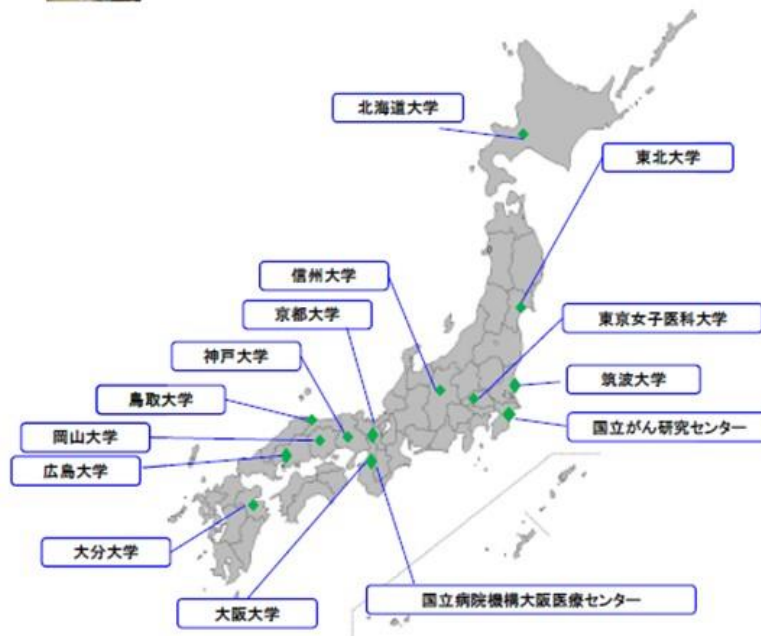 北海道大学
東北大学
信州大学
京都大学
東京女子医科大学
神戸大学
筑波大学
鳥取大学
岡山大学
国立がん研究センター
広島大学
大分大学
国立病院機構大阪医療センター
大阪大学